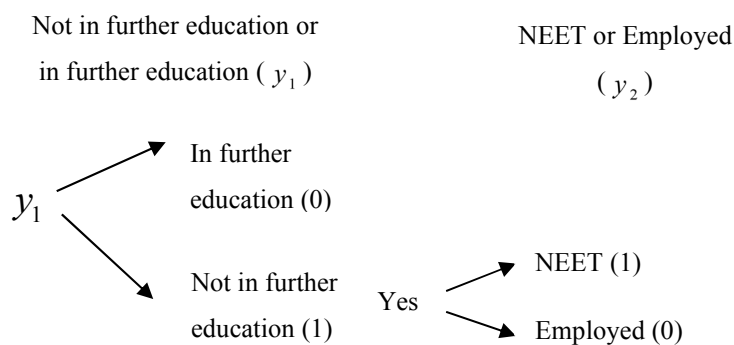 Not in further education or
in further education ( y₁ )
NEET or Employed
( y₂ )
y₁
In further
education (0)
Not in further
education (1)
Yes
NEET (1)
Employed (0)